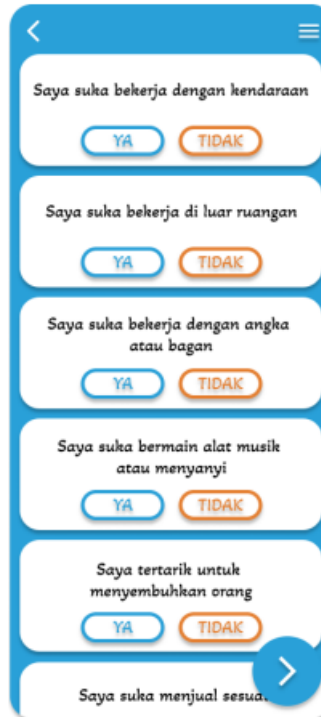 Saya suka bekerja dengan kendaraan
YA TIDAK
Saya suka bekerja di luar ruangan
YA TIDAK
Saya suka bekerja dengan angka
atau bagan
YA TIDAK
Saya suka bermain alat musik
atau menyanyi
YA TIDAK
Saya tertarik untuk
menyembuhkan orang
YA TIDAK
Saya suka menjual